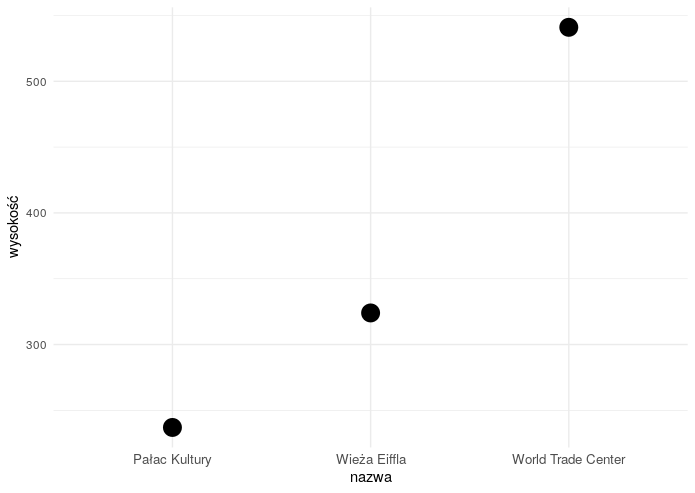 500
400
300
wysokość
Pałac Kultury
Wieża Eiffla
World Trade Center
nazwa